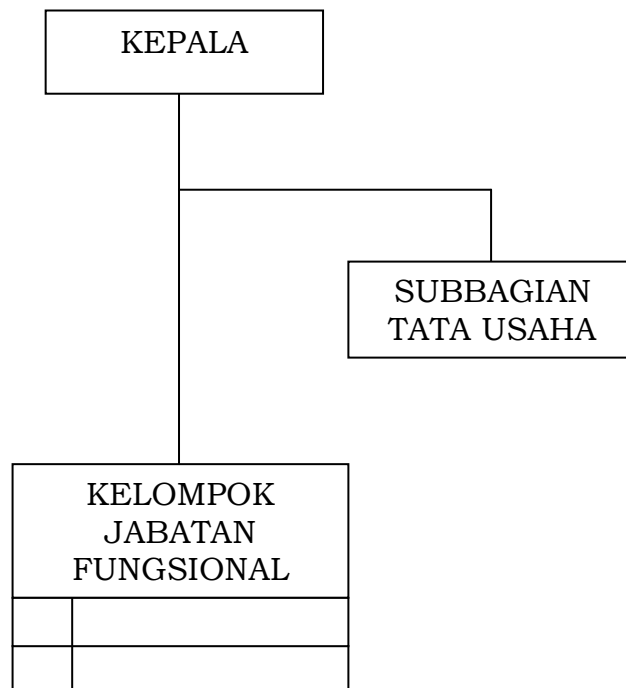 KEPALA
SUBBAGIAN
TATA USAHA
KELOMPOK
JABATAN
FUNGSIONAL